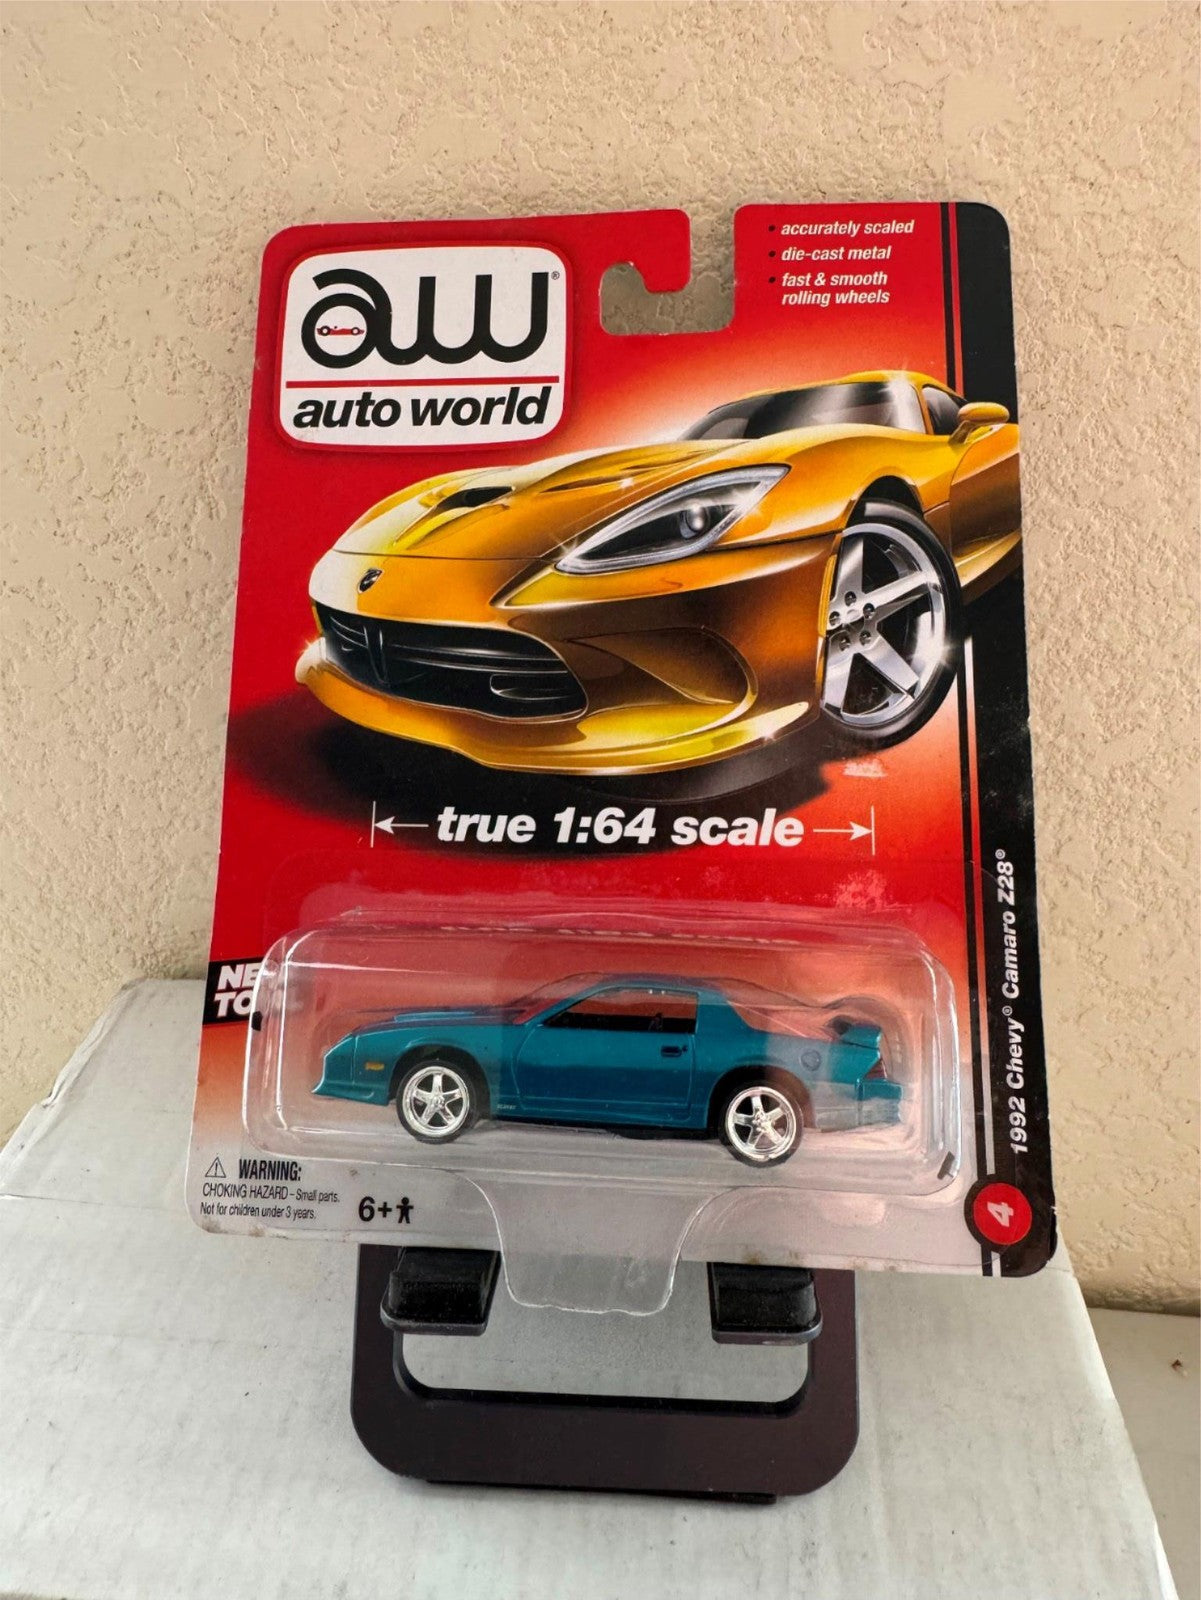 aw®
auto world
• accurately scaled
• die-cast metal
• fast & smooth
rolling wheels
true 1:64 scale
1992 Chevy® Camaro Z28®
4
WARNING:
CHOKING HAZARD – Small parts.
Not for children under 3 years.
6+